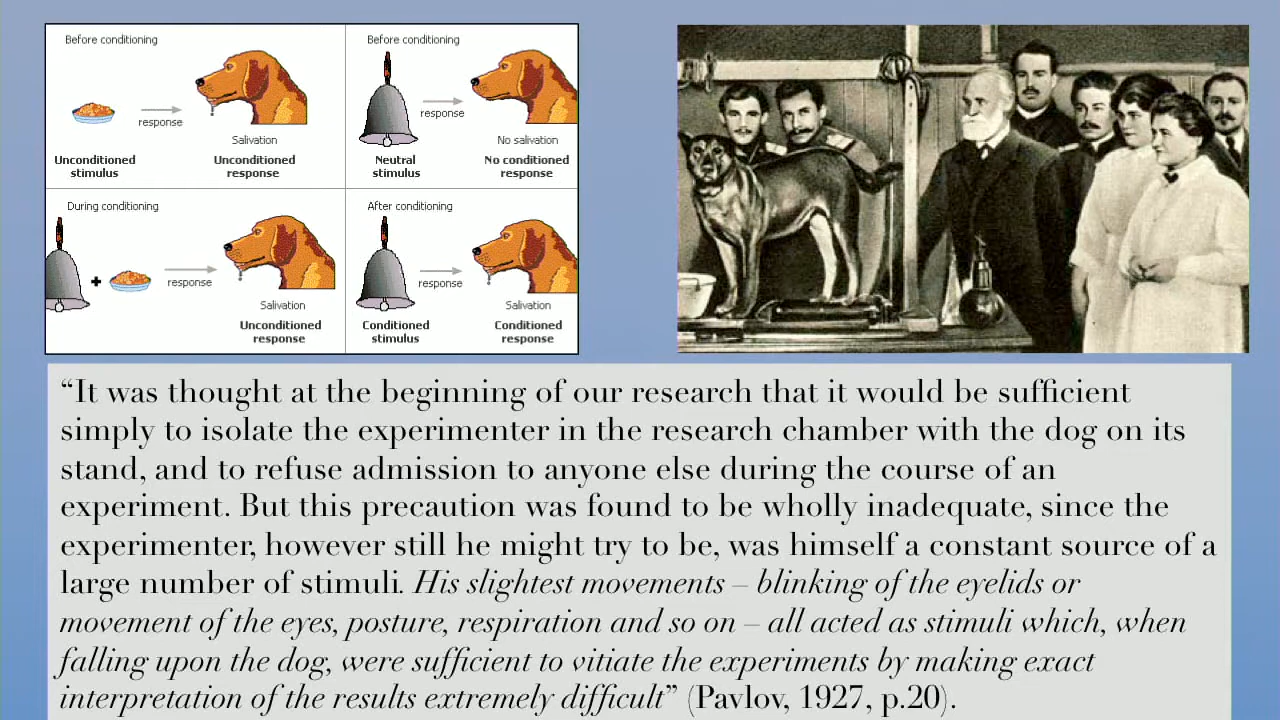 Before conditioning
response
Salivation
Unconditioned
stimulus
Unconditioned
response
Before conditioning
response
No salivation
Neutral
stimulus
No conditioned
response
During conditioning
+
response
Salivation
Unconditioned
response
After conditioning
response
Salivation
Conditioned
stimulus
Conditioned
response
“It was thought at the beginning of our research that it would be sufficient
simply to isolate the experimenter in the research chamber with the dog on its
stand, and to refuse admission to anyone else during the course of an
experiment. But this precaution was found to be wholly inadequate, since the
experimenter, however still he might try to be, was himself a constant source of a
large number of stimuli. His slightest movements – blinking of the eyelids or
movement of the eyes, posture, respiration and so on – all acted as stimuli which, when
falling upon the dog, were sufficient to vitiate the experiments by making exact
interpretation of the results extremely difficult” (Pavlov, 1927, p.20).